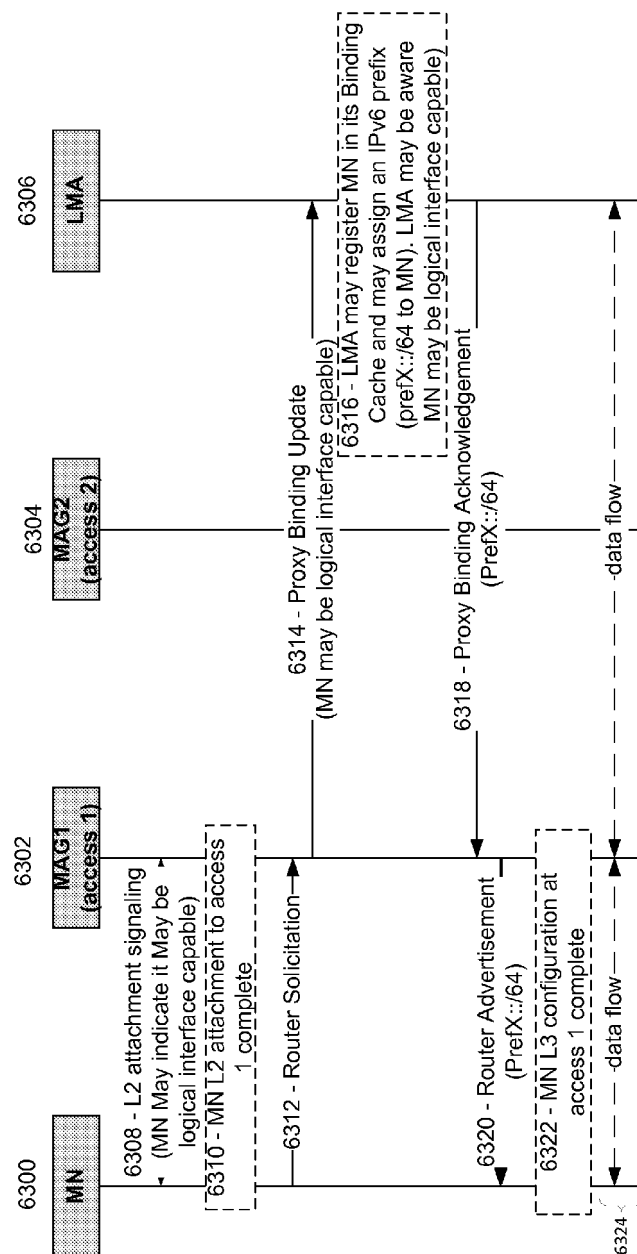 6300
MN
6302
MAG1
(access 1)
6304
MAG2
(access 2)
6306
LMA
6308 - L2 attachment signaling
(MN May indicate it May be
logical interface capable)
6310 - MN L2 attachment to access
1 complete
6312 - Router Solicitation
6314 - Proxy Binding Update
(MN may be logical interface capable)
6316 - LMA may register MN in its Binding
Cache and may assign an IPv6 prefix
(prefX::/64 to MN). LMA may be aware
MN may be logical interface capable)
6318 - Proxy Binding Acknowledgement
(PrefX::/64)
6320 - Router Advertisement
(PrefX::/64)
6322 - MN L3 configuration at
access 1 complete
6324
data flow
data flow